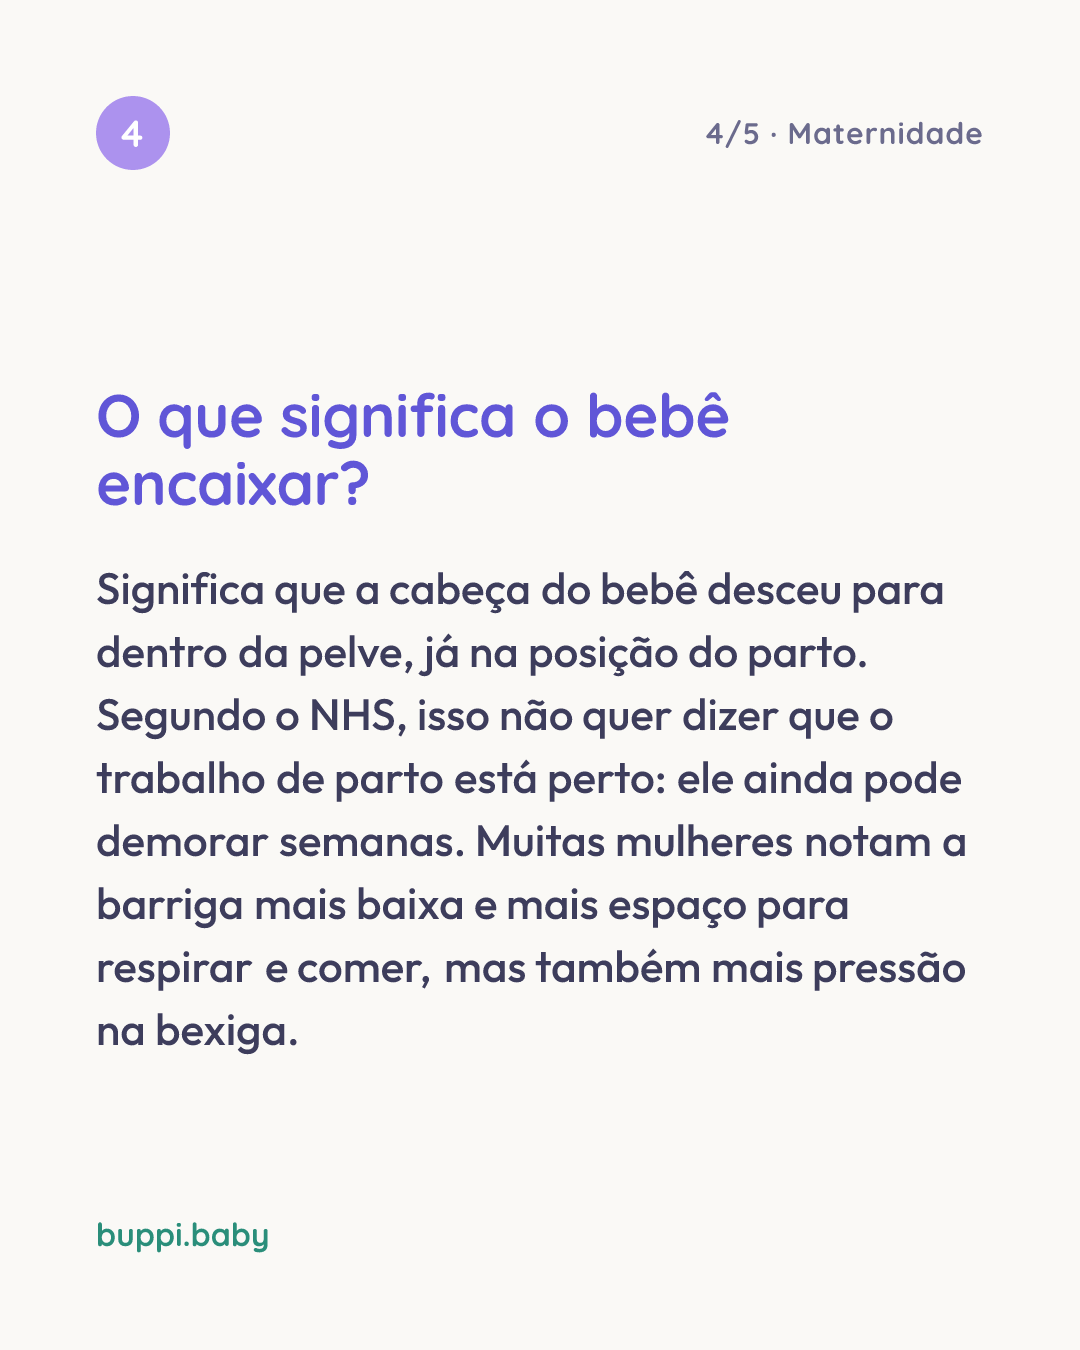 4
4/5 · Maternidade
O que significa o bebê
encaixar?
Significa que a cabeça do bebê desceu para
dentro da pelve, já na posição do parto.
Segundo o NHS, isso não quer dizer que o
trabalho de parto está perto: ele ainda pode
demorar semanas. Muitas mulheres notam a
barriga mais baixa e mais espaço para
respirar e comer, mas também mais pressão
na bexiga.
buppi.baby